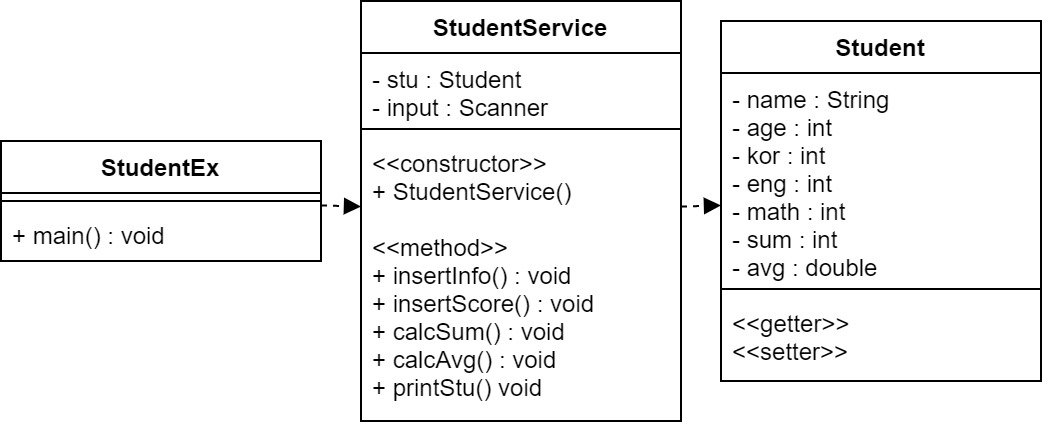 StudentEx
+ main() : void
StudentService
- stu : Student
- input : Scanner
<<constructor>>
+ StudentService()
<<method>>
+ insertInfo() : void
+ insertScore() : void
+ calcSum() : void
+ calcAvg() : void
+ printStu() void
Student
- name : String
- age : int
- kor : int
- eng : int
- math : int
- sum : int
- avg : double
<<getter>>
<<setter>>